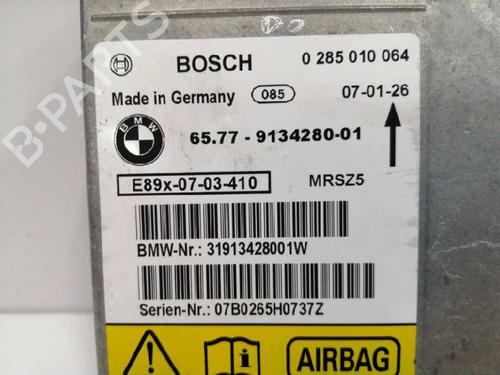 BOSCH 0 285 010 064
Made in Germany 085 07-01-26
BMW 65.77 - 9134280-01
E89x-07-03-410 MRSZ5
BMW-Nr.: 31913428001W
Serien-Nr.: 07B0265H0737Z
AIRBAG
B-PARTS